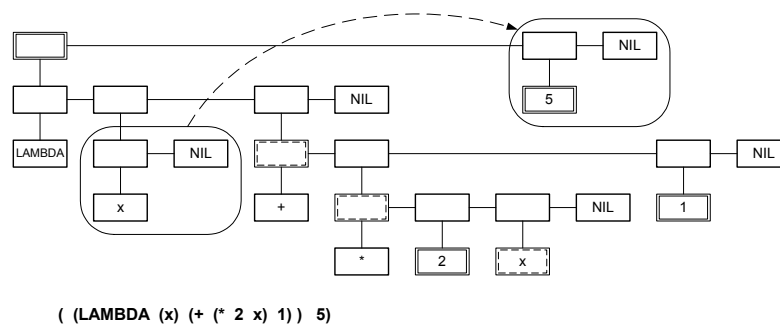 NIL
5
NIL
LAMBDA
NIL
NIL
x
+
NIL
1
*
2
x
( (LAMBDA (x) (+ (* 2 x) 1) ) 5)